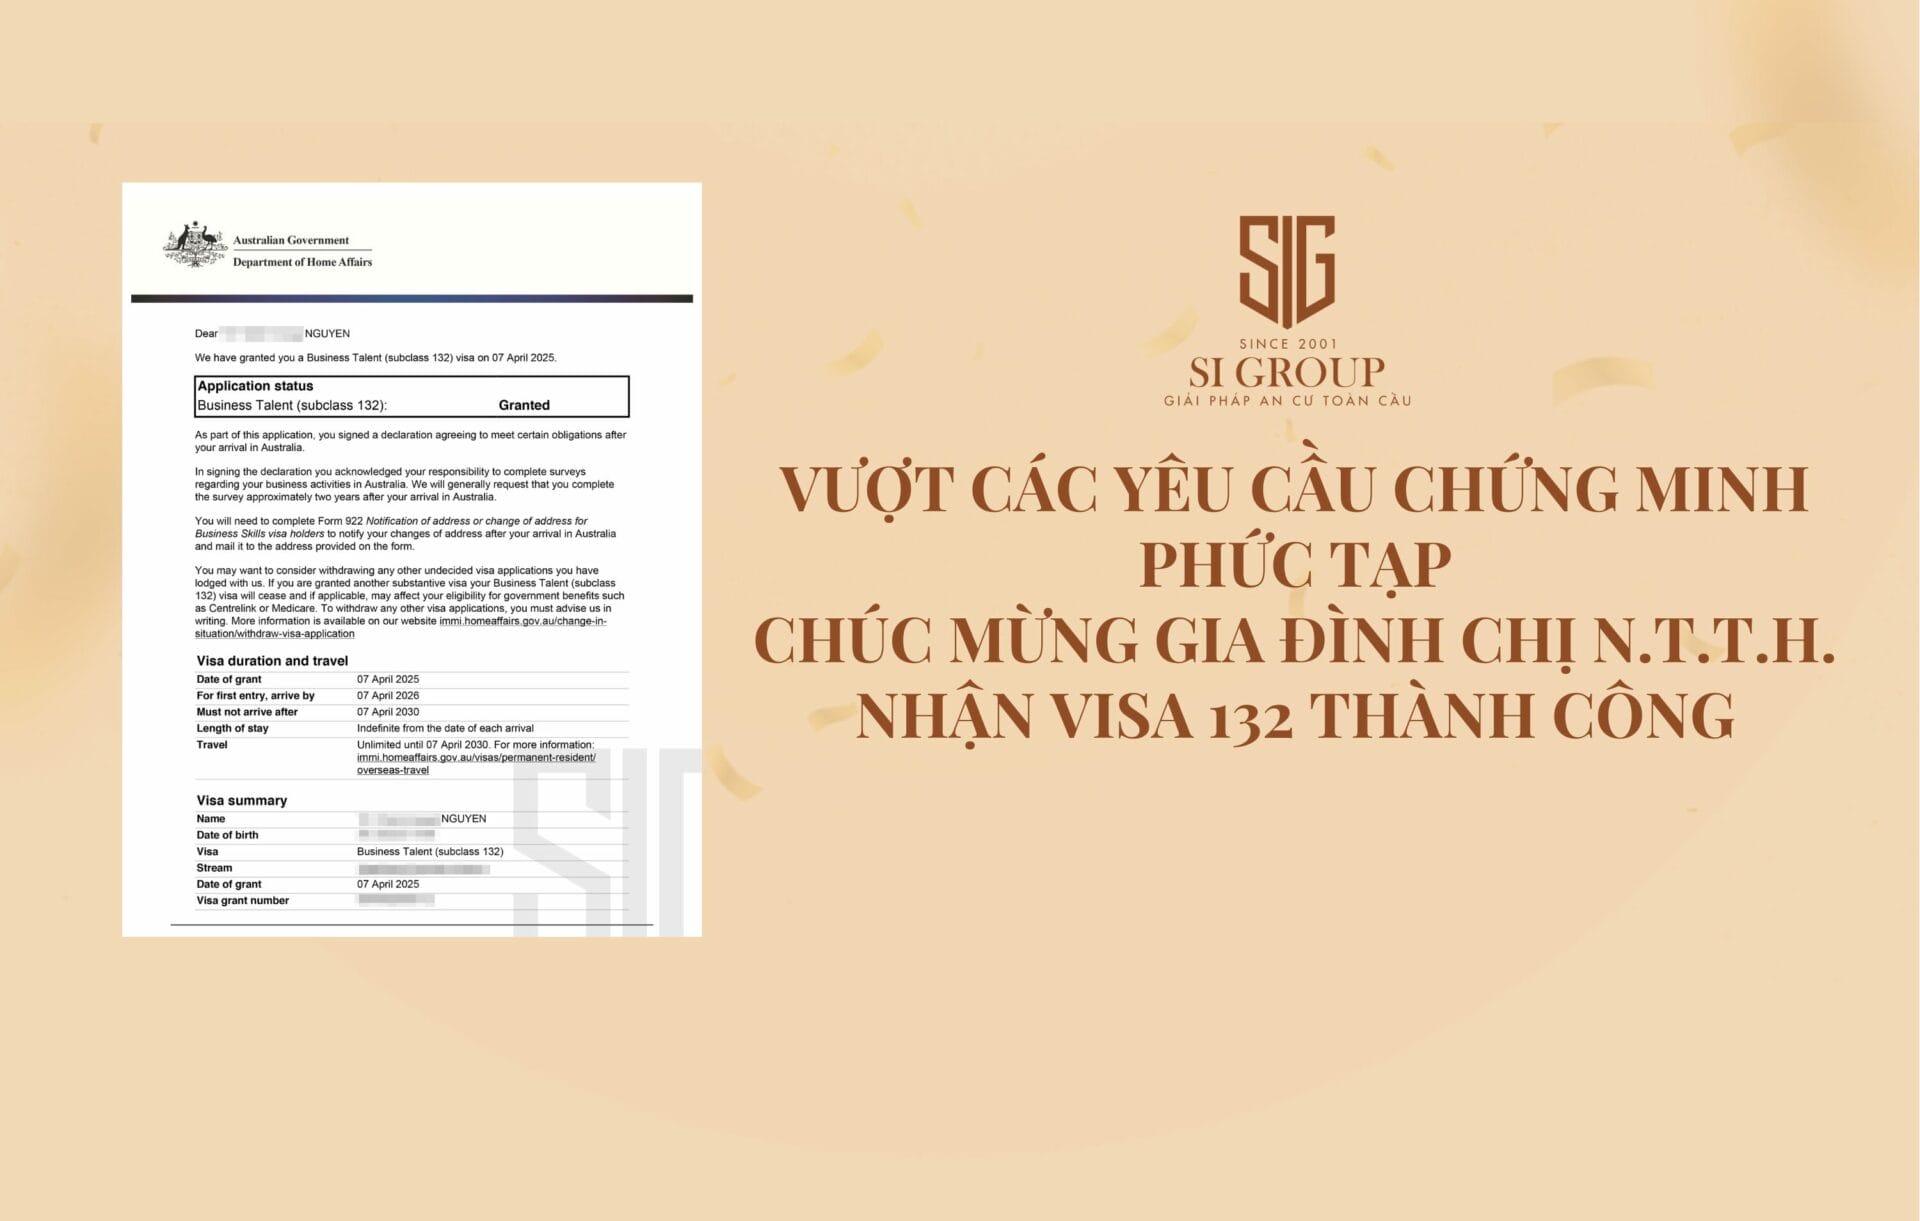 Australian Government
Department of Home Affairs
Dear NGUYEN
We have granted you a Business Talent (subclass 132) visa on 07 April 2025.
Application status
Business Talent (subclass 132): Granted
As part of this application, you signed a declaration agreeing to meet certain obligations after
your arrival in Australia.
In signing the declaration you acknowledged your responsibility to complete surveys
regarding your business activities in Australia. We will generally request that you complete
the survey approximately two years after your arrival in Australia.
You will need to complete Form 922 Notification of address or change of address for
Business Skills visa holders to notify your changes of address after your arrival in Australia
and mail it to the address provided on the form.
You may want to consider withdrawing any other undecided visa applications you have
lodged with us. If you are granted another substantive visa your Business Talent (subclass
132) visa will cease and if applicable, may affect your eligibility for government benefits such
as Centrelink or Medicare. To withdraw any other visa applications, you must advise us in
writing. More information is available on our website immi.homeaffairs.gov.au/change-in-
situation/withdraw-visa-application
Visa duration and travel
Date of grant 07 April 2025
For first entry, arrive by 07 April 2026
Must not arrive after 07 April 2030
Length of stay Indefinite from the date of each arrival
Travel Unlimited until 07 April 2030. For more information:
immi.homeaffairs.gov.au/visas/permanent-resident/
overseas-travel
Visa summary
Name NGUYEN
Date of birth
Visa Business Talent (subclass 132)
Stream
Date of grant 07 April 2025
Visa grant number
SIG
SIG
SINCE 2001
SI GROUP
GIẢI PHÁP AN CƯ TOÀN CẦU
VƯỢT CÁC YÊU CẦU CHỨNG MINH
PHỨC TẠP
CHÚC MỪNG GIA ĐÌNH CHỊ N.T.T.H.
NHẬN VISA 132 THÀNH CÔNG